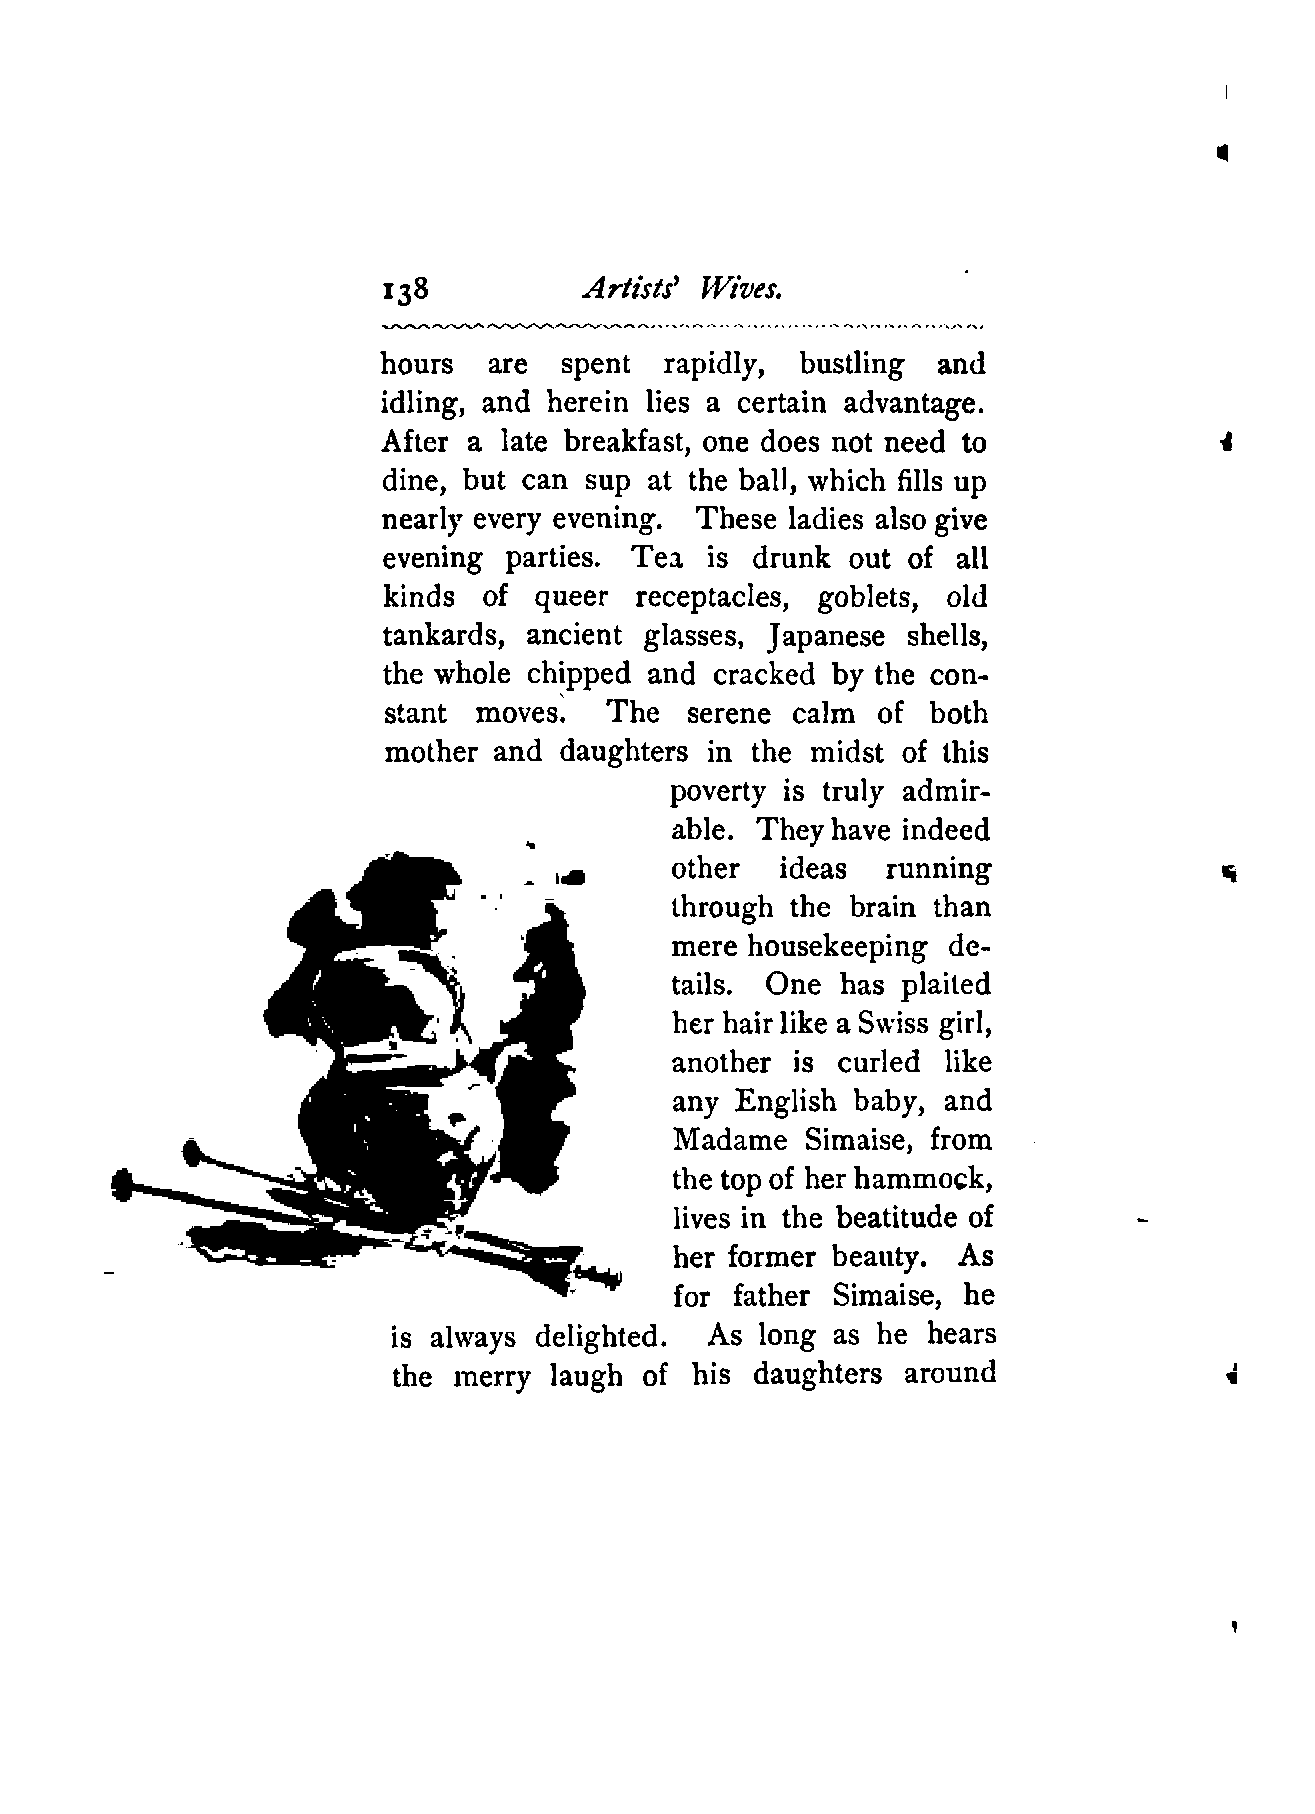 138 Artists' Wives.
hours are spent rapidly, bustling and
idling, and herein lies a certain advantage.
After a late breakfast, one does not need to
dine, but can sup at the ball, which fills up
nearly every evening. These ladies also give
evening parties. Tea is drunk out of all
kinds of queer receptacles, goblets, old
tankards, ancient glasses, Japanese shells,
the whole chipped and cracked by the con-
stant moves. The serene calm of both
mother and daughters in the midst of this
poverty is truly admir-
able. They have indeed
other ideas running
through the brain than
mere housekeeping de-
tails. One has plaited
her hair like a Swiss girl,
another is curled like
any English baby, and
Madame Simaise, from
the top of her hammock,
lives in the beatitude of
her former beauty. As
for father Simaise, he
is always delighted. As long as he hears
the merry laugh of his daughters around